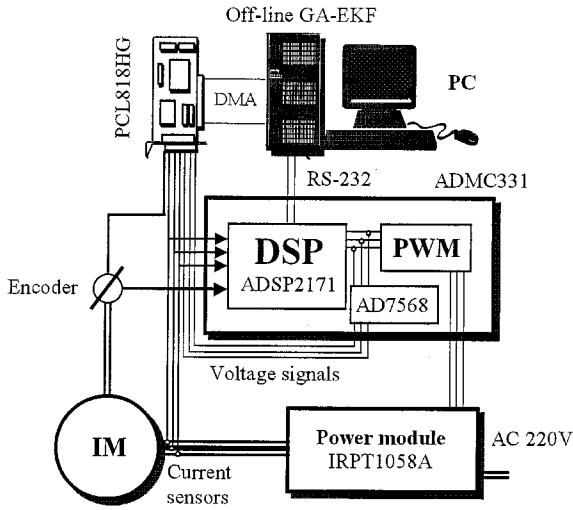 Off-line GA-EKF
PCL818HG
DMA
PC
RS-232
ADMC331
DSP
ADSP2171
PWM
AD7568
Encoder
Voltage signals
IM
Current
sensors
Power module
IRPT1058A
AC 220V